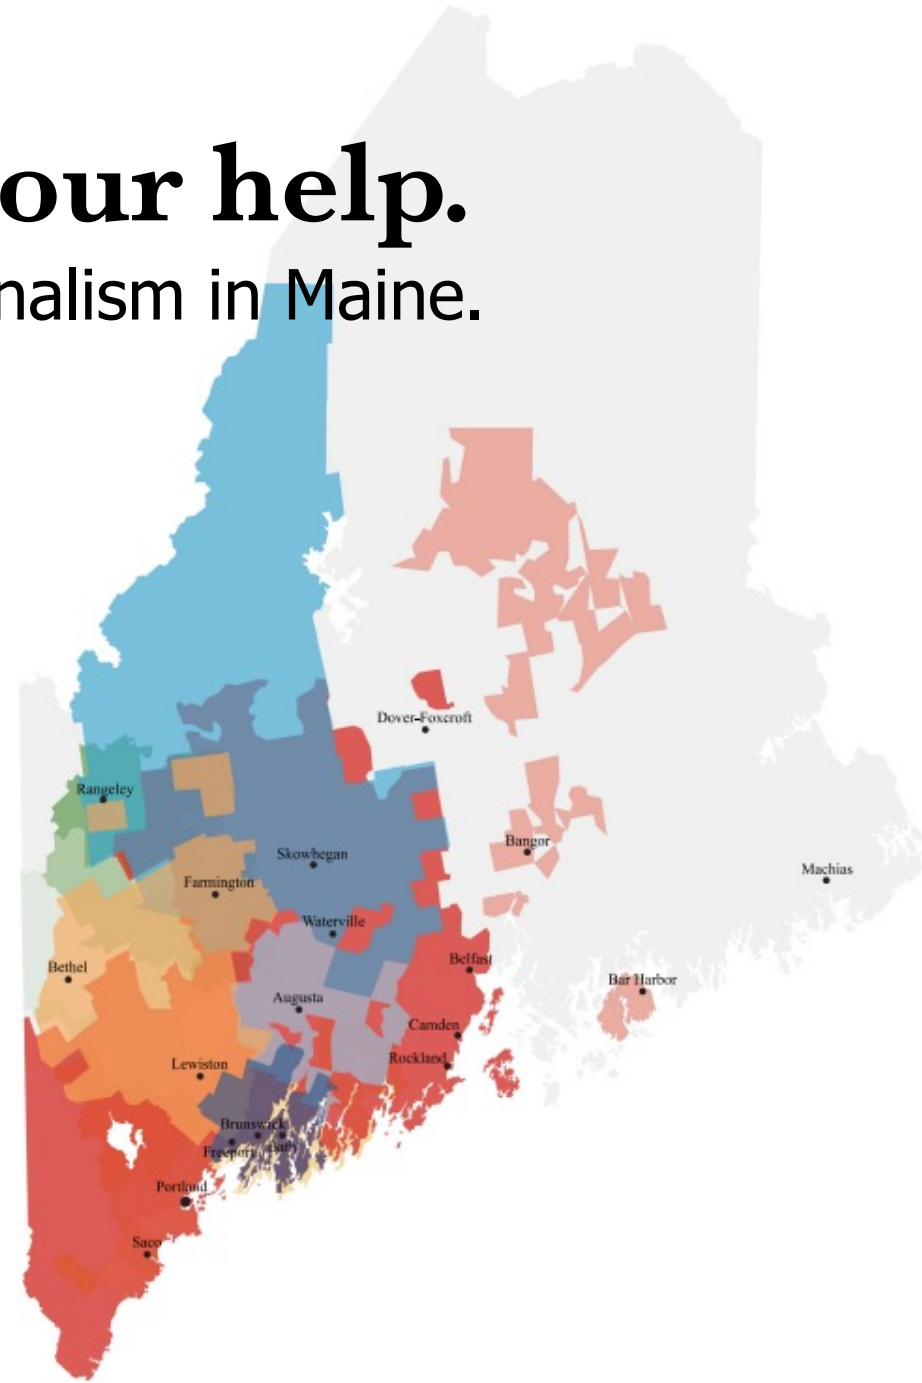 our help.
nalism in Maine.
Dover-Foxcroft
Rangeley
Bangor
Skowhegan
Machias
Farmington
Waterville
Belfast
Bethel
Bar Harbor
Augusta
Camden
Rockland
Lewiston
Brunswick
Freeport
Bath
Portland
Saco